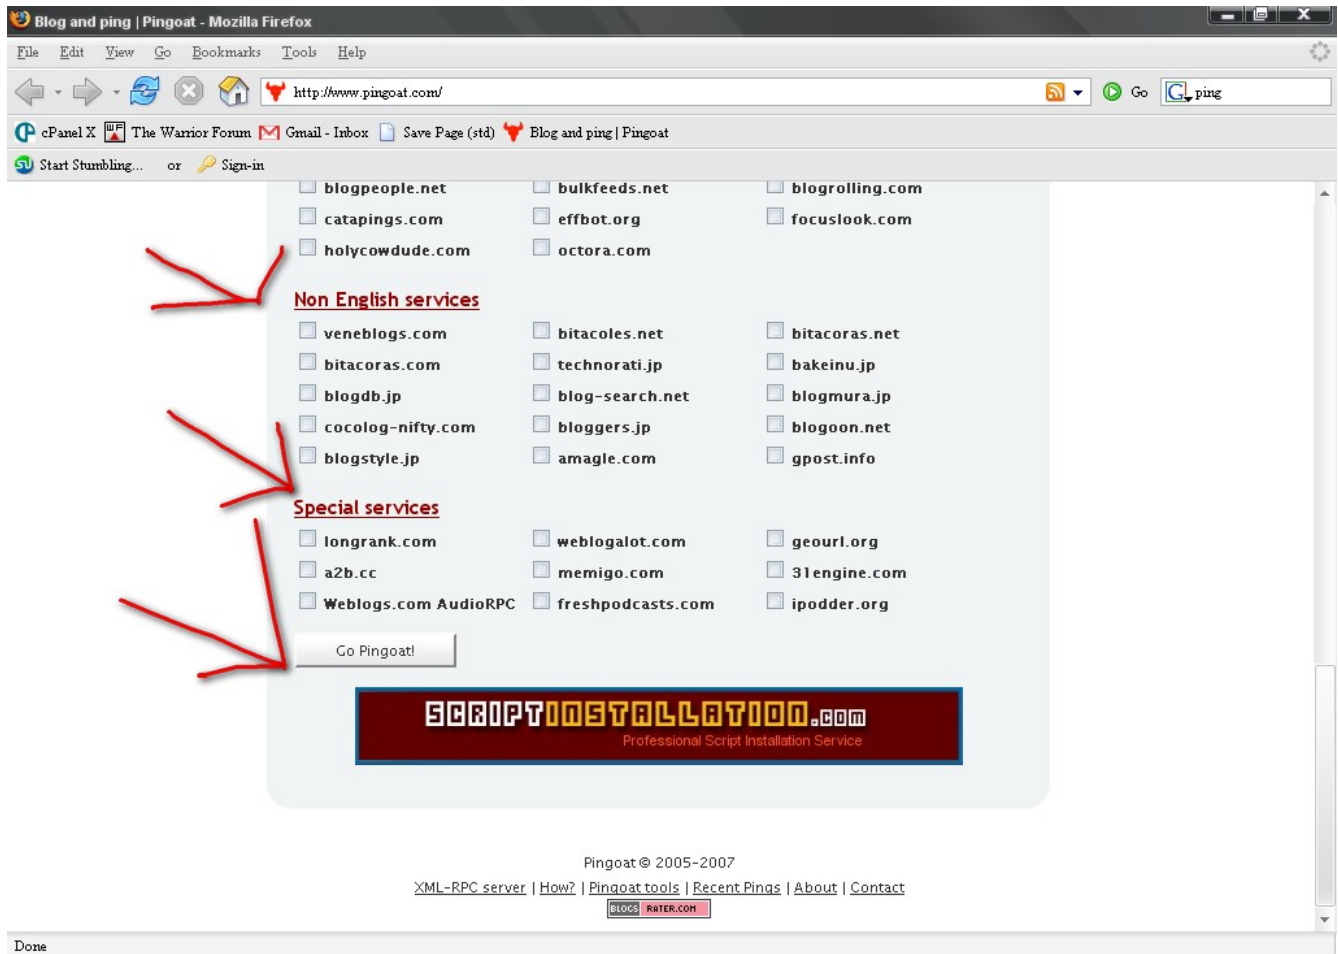 Blog and ping | Pingoat - Mozilla Firefox
File Edit View Go Bookmarks Tools Help
http://www.pingoat.com/ Go G ping
cPanel X The Warrior Forum Gmail - Inbox Save Page (std) Blog and ping | Pingoat
Start Stumbling... or Sign-in
blogpeople.net bulkfeeds.net blogrolling.com
catapings.com effbot.org focuslook.com
holycowdude.com octora.com
Non English services
veneblogs.com bitacoles.net bitacoras.net
bitacoras.com technorati.jp bakeinu.jp
blogdb.jp blog-search.net blogmura.jp
cocolog-nifty.com bloggers.jp blogoon.net
blogstyle.jp amagle.com gpost.info
Special services
longrank.com weblogalot.com geourl.org
a2b.cc memigo.com 31engine.com
Weblogs.com AudioRPC freshpodcasts.com ipodder.org
Go Pingoat!
SCRIPTINSTALLATION.COM
Professional Script Installation Service
Pingoat © 2005-2007
XML-RPC server | How? | Pingoat tools | Recent Pings | About | Contact
BLOGS RATER.COM
Done